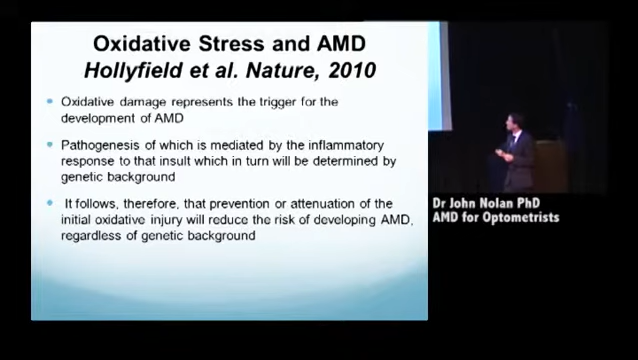 Oxidative Stress and AMD
Hollyfield et al. Nature, 2010
Oxidative damage represents the trigger for the
development of AMD
Pathogenesis of which is mediated by the inflammatory
response to that insult which in turn will be determined by
genetic background
It follows, therefore, that prevention or attenuation of the
initial oxidative injury will reduce the risk of developing AMD,
regardless of genetic background
Dr John Nolan PhD
AMD for Optometrists